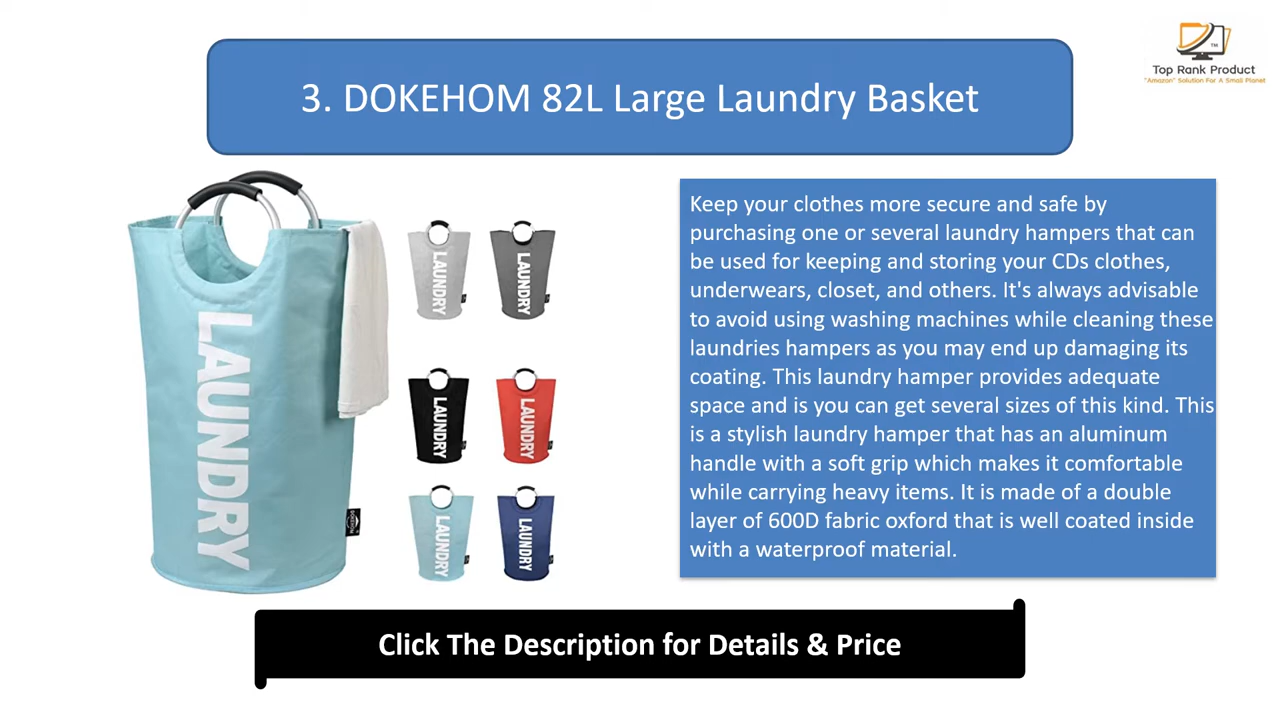 Top Rank Product
"Amazon" Solution For A Small Planet
TM
3. DOKEHOM 82L Large Laundry Basket
LAUNDRY
DOKEHOM
LAUNDRY
LAUNDRY
LAUNDRY
LAUNDRY
LAUNDRY
LAUNDRY
Keep your clothes more secure and safe by
purchasing one or several laundry hampers that can
be used for keeping and storing your CDs clothes,
underwears, closet, and others. It's always advisable
to avoid using washing machines while cleaning these
laundries hampers as you may end up damaging its
coating. This laundry hamper provides adequate
space and is you can get several sizes of this kind. This
is a stylish laundry hamper that has an aluminum
handle with a soft grip which makes it comfortable
while carrying heavy items. It is made of a double
layer of 600D fabric oxford that is well coated inside
with a waterproof material.
Click The Description for Details & Price